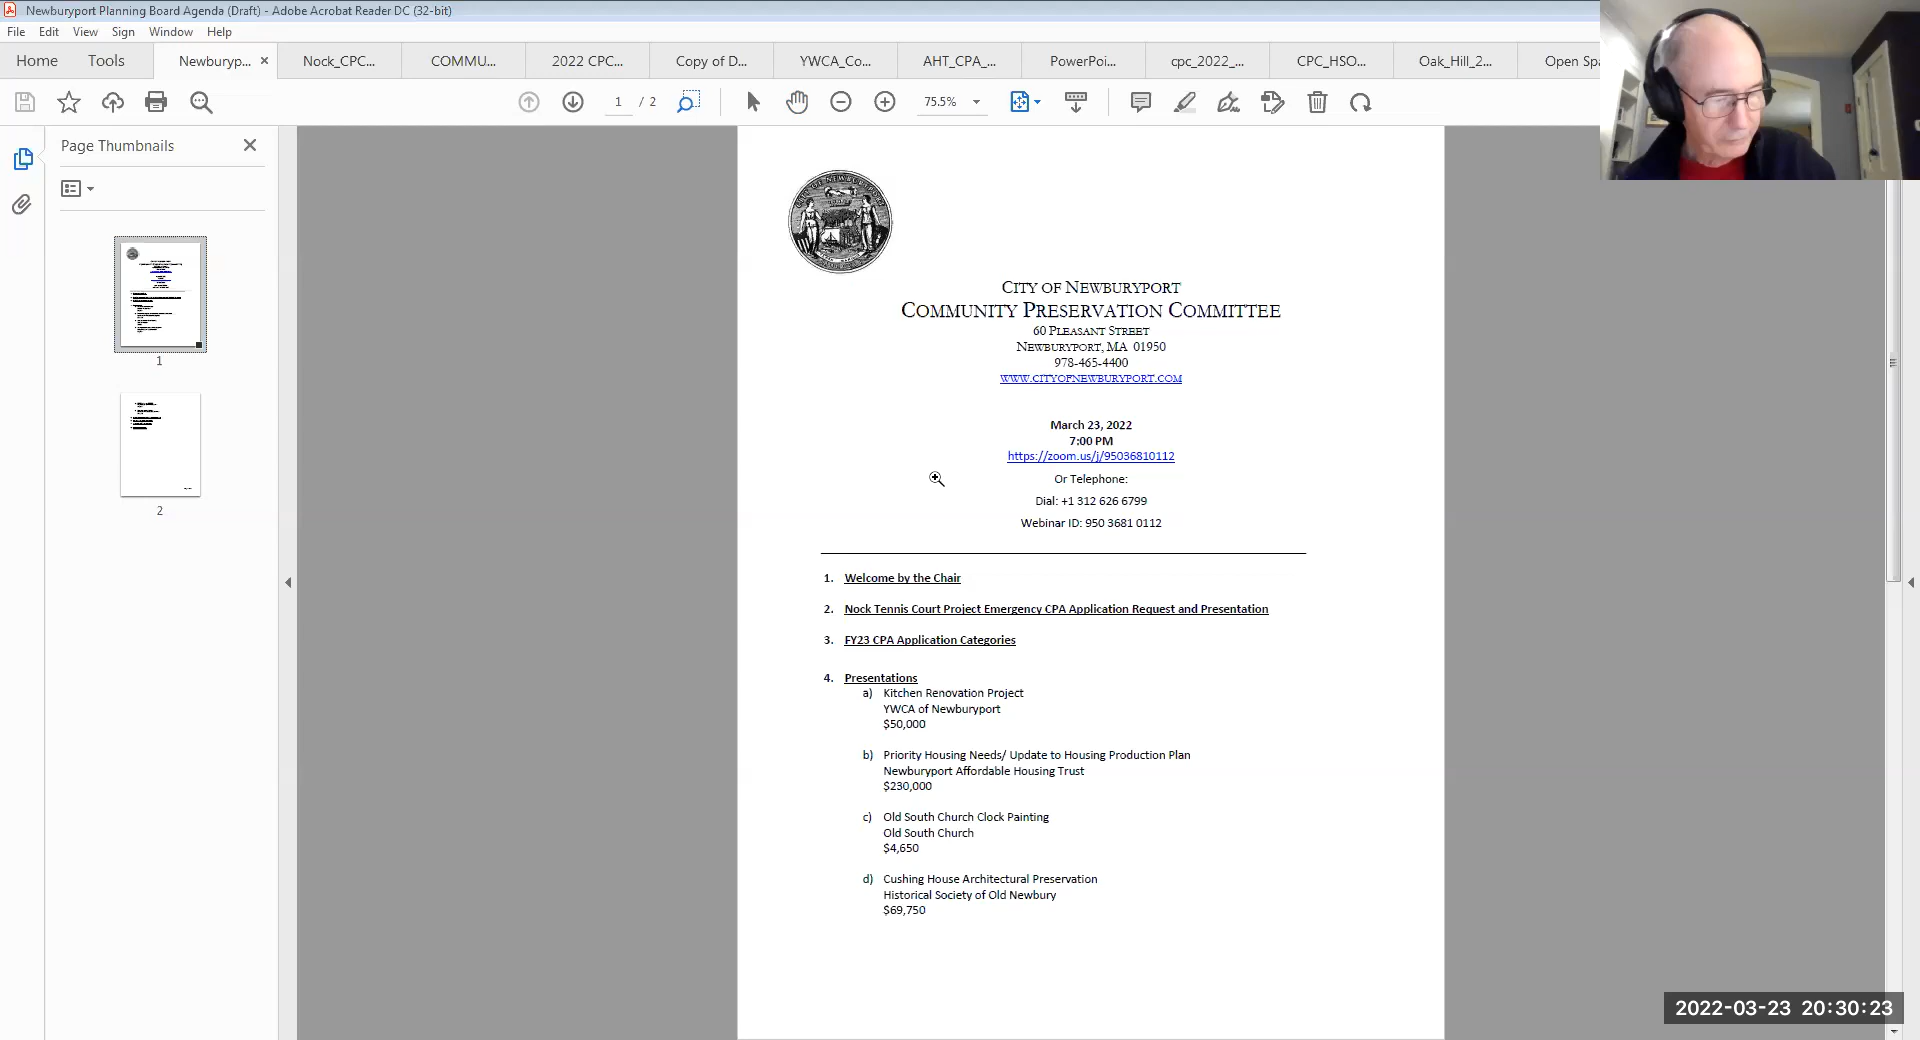 Newburyport Planning Board Agenda (Draft) - Adobe Acrobat Reader DC (32-bit)
File Edit View Sign Window Help
Home Tools Newburyp... × Nock_CPC... COMMU... 2022 CPC... Copy of D... YWCA_Co... AHT_CPA_... PowerPoi... cpc_2022_... CPC_HSO... Oak_Hill_2... Open Spa
1 / 2 75.5%
Page Thumbnails
1
2
CITY OF NEWBURYPORT
COMMUNITY PRESERVATION COMMITTEE
60 PLEASANT STREET
NEWBURYPORT, MA 01950
978-465-4400
WWW.CITYOFNEWBURYPORT.COM
March 23, 2022
7:00 PM
https://zoom.us/j/95036810112
Or Telephone:
Dial: +1 312 626 6799
Webinar ID: 950 3681 0112
1. Welcome by the Chair
2. Nock Tennis Court Project Emergency CPA Application Request and Presentation
3. FY23 CPA Application Categories
4. Presentations
a) Kitchen Renovation Project
YWCA of Newburyport
$50,000
b) Priority Housing Needs/ Update to Housing Production Plan
Newburyport Affordable Housing Trust
$230,000
c) Old South Church Clock Painting
Old South Church
$4,650
d) Cushing House Architectural Preservation
Historical Society of Old Newbury
$69,750
2022-03-23 20:30:23